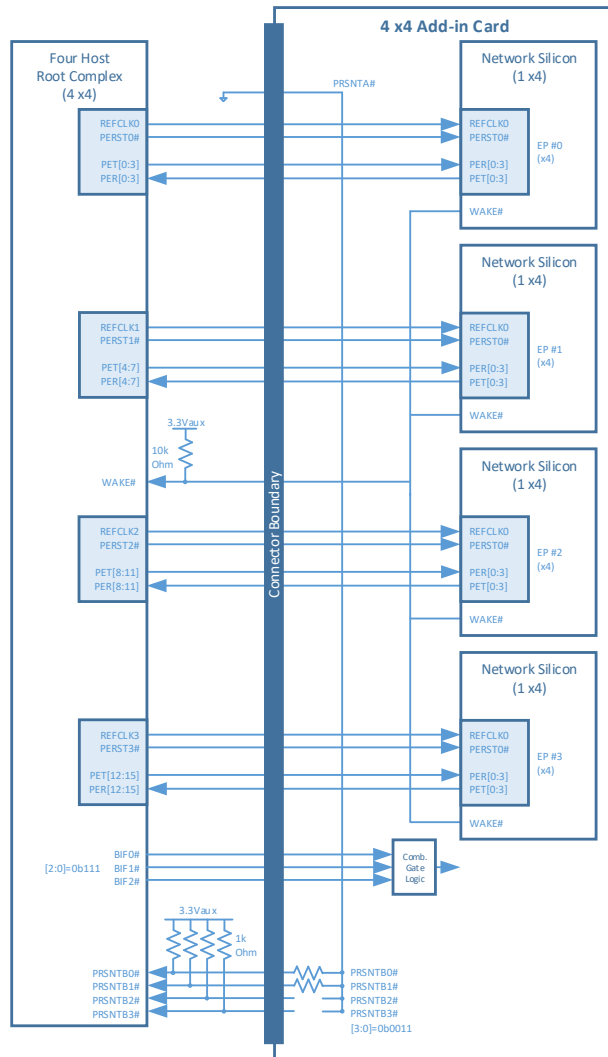 4 x4 Add-in Card
Four Host
Root Complex
(4 x4)
REFCLK0
PERST0#
PET[0:3]
PER[0:3]
PRSNTA#
Network Silicon
(1 x4)
REFCLK0
PERST0#
PER[0:3]
PET[0:3]
EP #0
(x4)
WAKE#
REFCLK1
PERST1#
PET[4:7]
PER[4:7]
Network Silicon
(1 x4)
REFCLK0
PERST0#
PER[0:3]
PET[0:3]
EP #1
(x4)
WAKE#
3.3Vaux
10k
Ohm
WAKE#
Connector Boundary
REFCLK2
PERST2#
PET[8:11]
PER[8:11]
Network Silicon
(1 x4)
REFCLK0
PERST0#
PER[0:3]
PET[0:3]
EP #2
(x4)
WAKE#
REFCLK3
PERST3#
PET[12:15]
PER[12:15]
Network Silicon
(1 x4)
REFCLK0
PERST0#
PER[0:3]
PET[0:3]
EP #3
(x4)
WAKE#
BIF0#
[2:0]=0b111 BIF1#
BIF2#
Comb.
Gate
Logic
3.3Vaux
1k
Ohm
PRSNTB0#
PRSNTB1#
PRSNTB2#
PRSNTB3#
PRSNTB0#
PRSNTB1#
PRSNTB2#
PRSNTB3#
[3:0]=0b0011